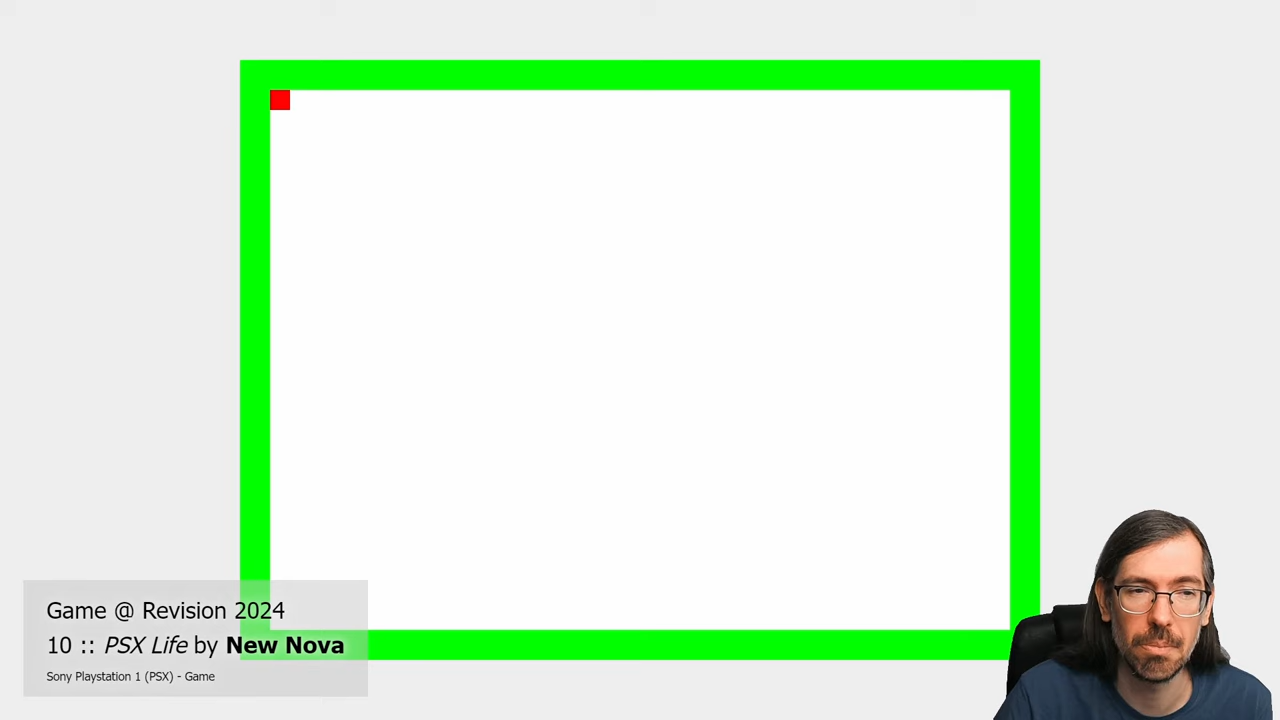 Game @ Revision 2024
10 :: PSX Life by New Nova
Sony Playstation 1 (PSX) - Game